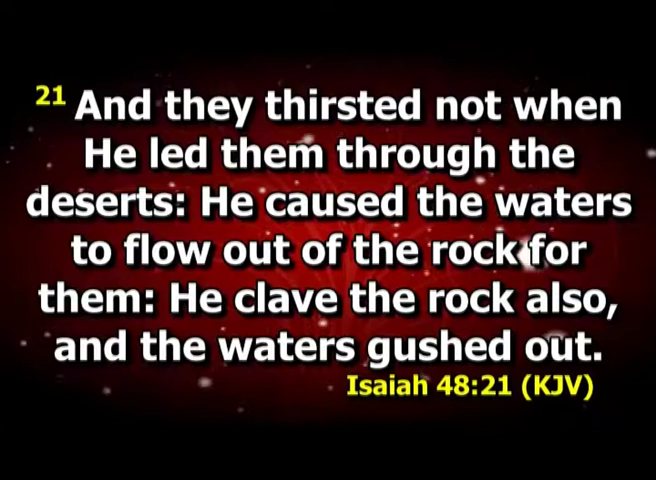 21 And they thirsted not when
He led them through the
deserts: He caused the waters
to flow out of the rock for
them: He clave the rock also,
and the waters gushed out.
Isaiah 48:21 (KJV)